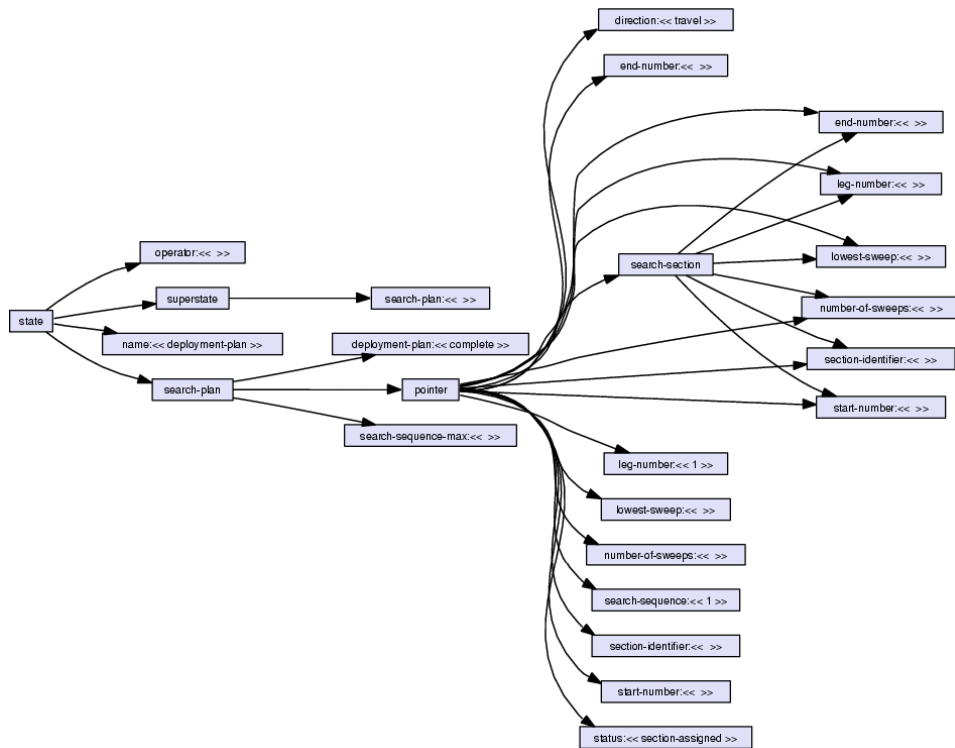 direction:<< travel >>
end-number:<<  >>
end-number:<<  >>
leg-number:<<  >>
operator:<<  >>
lowest-sweep:<<  >>
search-section
superstate
search-plan:<<  >>
number-of-sweeps:<<  >>
state
name:<< deployment-plan >>
deployment-plan:<< complete >>
section-identifier:<<  >>
search-plan
pointer
start-number:<<  >>
search-sequence-max:<<  >>
leg-number:<< 1 >>
lowest-sweep:<<  >>
number-of-sweeps:<<  >>
search-sequence:<< 1 >>
section-identifier:<<  >>
start-number:<<  >>
status:<< section-assigned >>